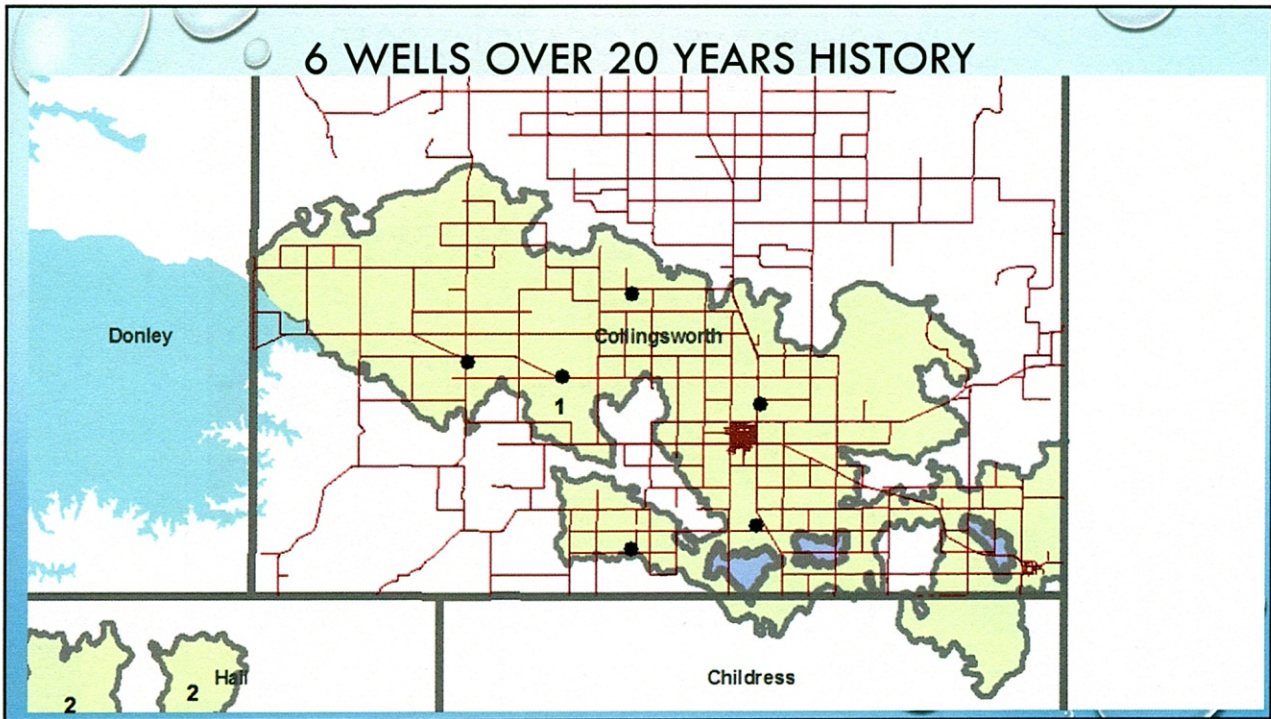 6 WELLS OVER 20 YEARS HISTORY
Donley
Collingsworth
1
Hall
2
2
Childress